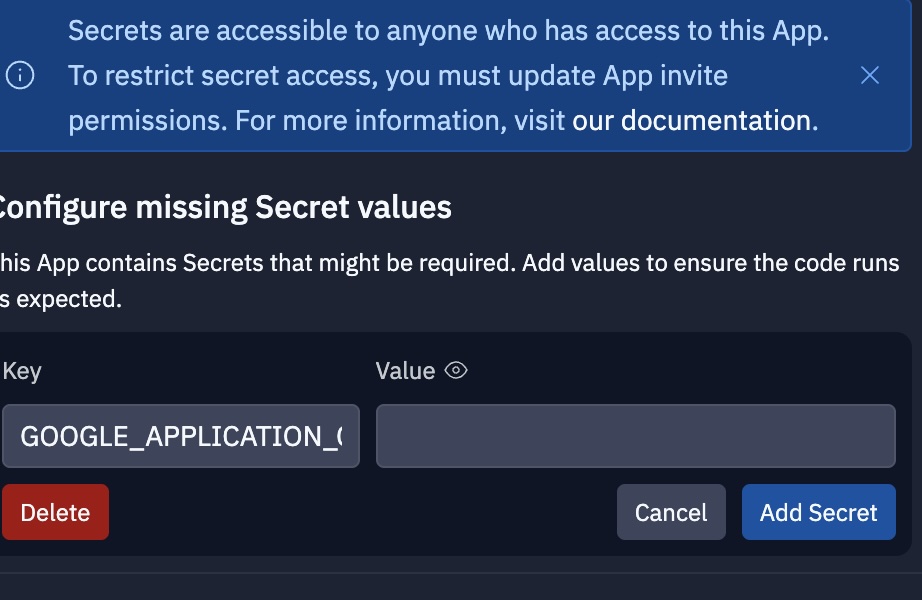 Secrets are accessible to anyone who has access to this App.
To restrict secret access, you must update App invite
permissions. For more information, visit our documentation.
Configure missing Secret values
his App contains Secrets that might be required. Add values to ensure the code runs
s expected.
Key
Value
GOOGLE_APPLICATION_
Delete
Cancel
Add Secret